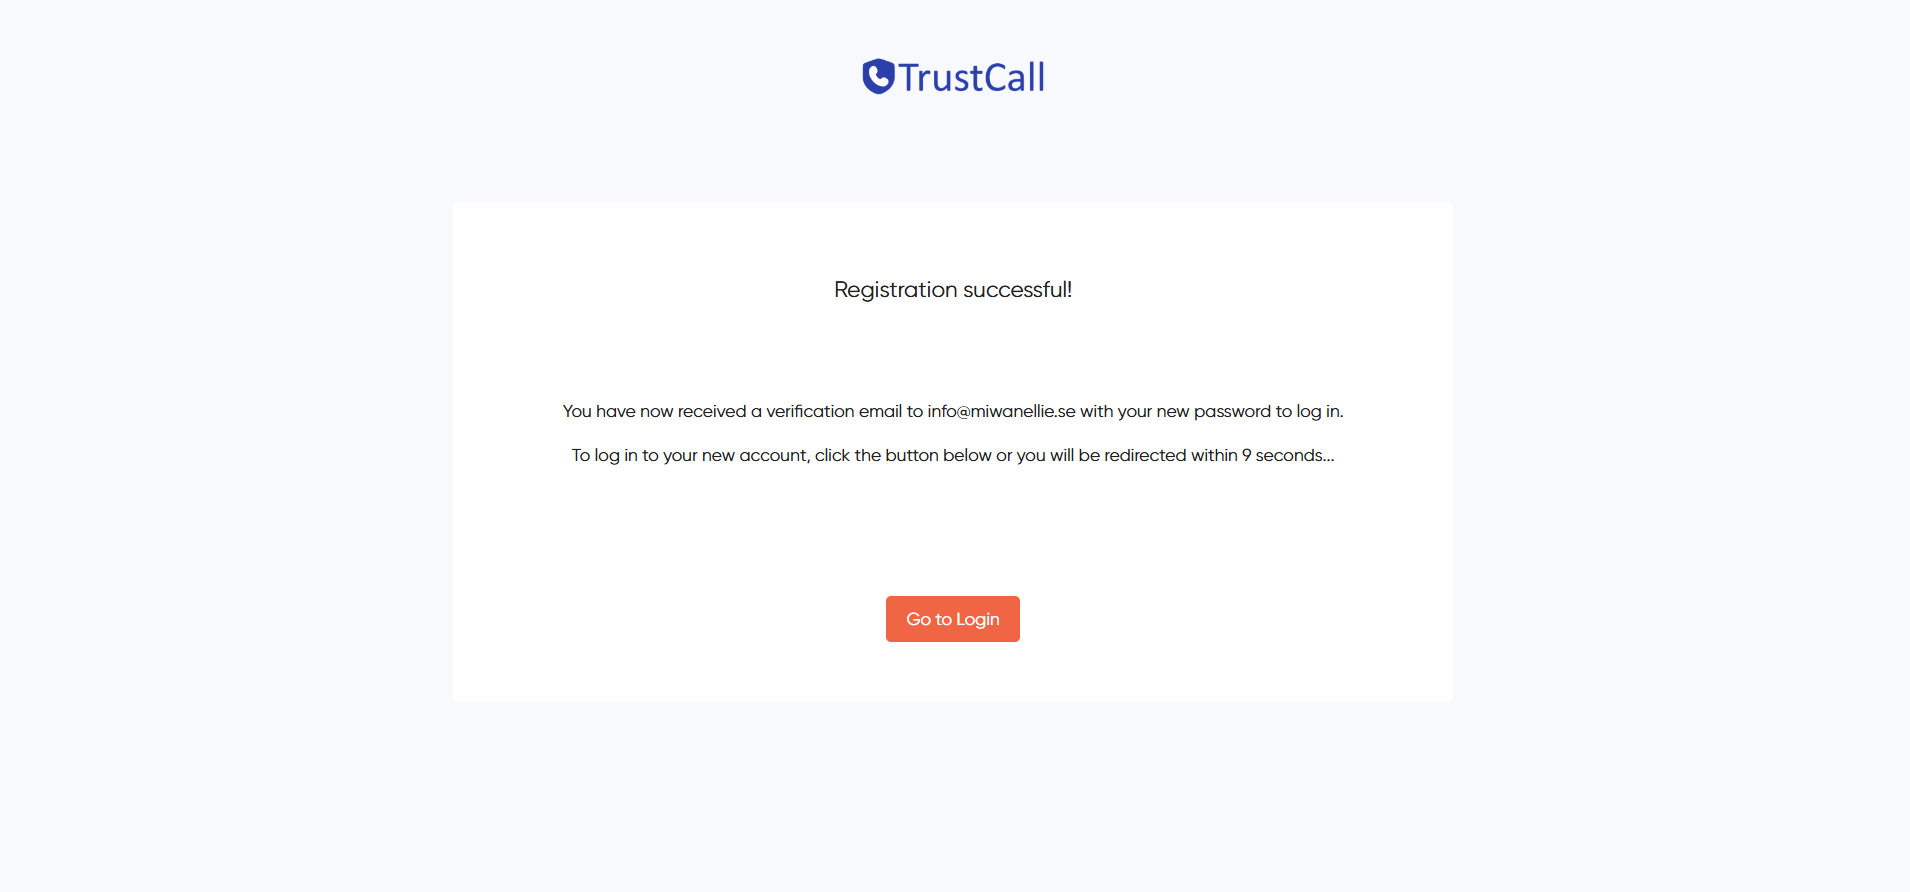 TrustCall
Registration successful!
You have now received a verification email to info@miwanellie.se with your new password to log in.
To log in to your new account, click the button below or you will be redirected within 9 seconds...
Go to Login